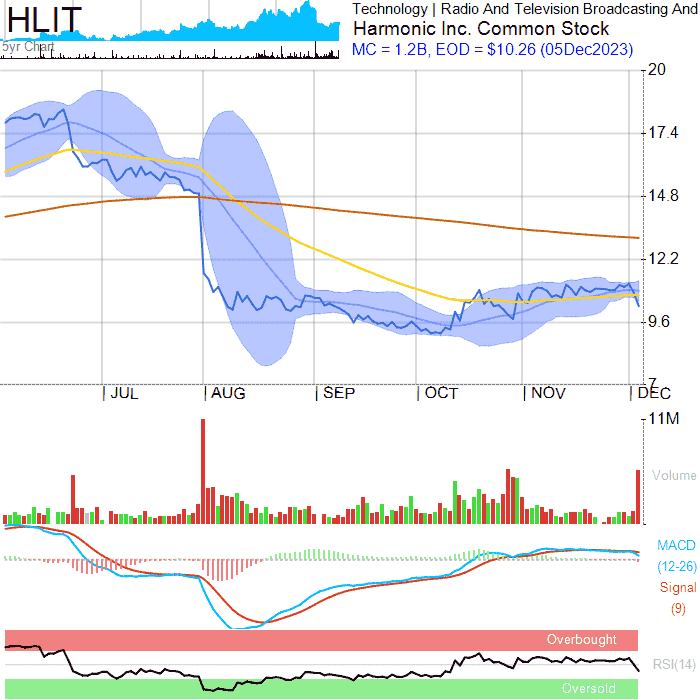 HLIT
5yr Chart
Technology | Radio And Television Broadcasting And
Harmonic Inc. Common Stock
MC = 1.2B, EOD = $10.26 (05Dec2023)
20
17.4
14.8
12.2
9.6
7
JUL AUG SEP OCT NOV DEC
11M
Volume
MACD
(12-26)
Signal
(9)
Overbought
RSI(14)
Oversold